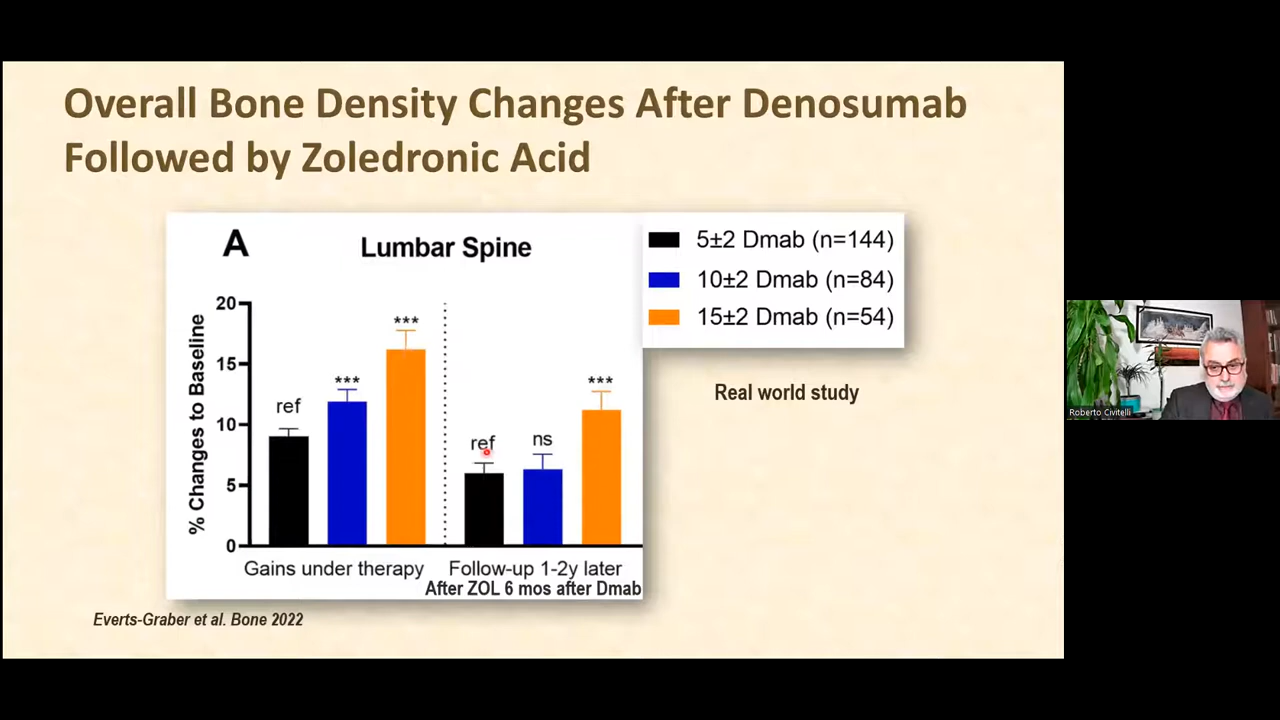 Overall Bone Density Changes After Denosumab
Followed by Zoledronic Acid
A
Lumbar Spine
5±2 Dmab (n=144)
10±2 Dmab (n=84)
15±2 Dmab (n=54)
Real world study
% Changes to Baseline
20
15
10
5
0
ref
***
***
ref
ns
***
Gains under therapy
Follow-up 1-2y later
After ZOL 6 mos after Dmab
Everts-Graber et al. Bone 2022
Roberto Civitelli